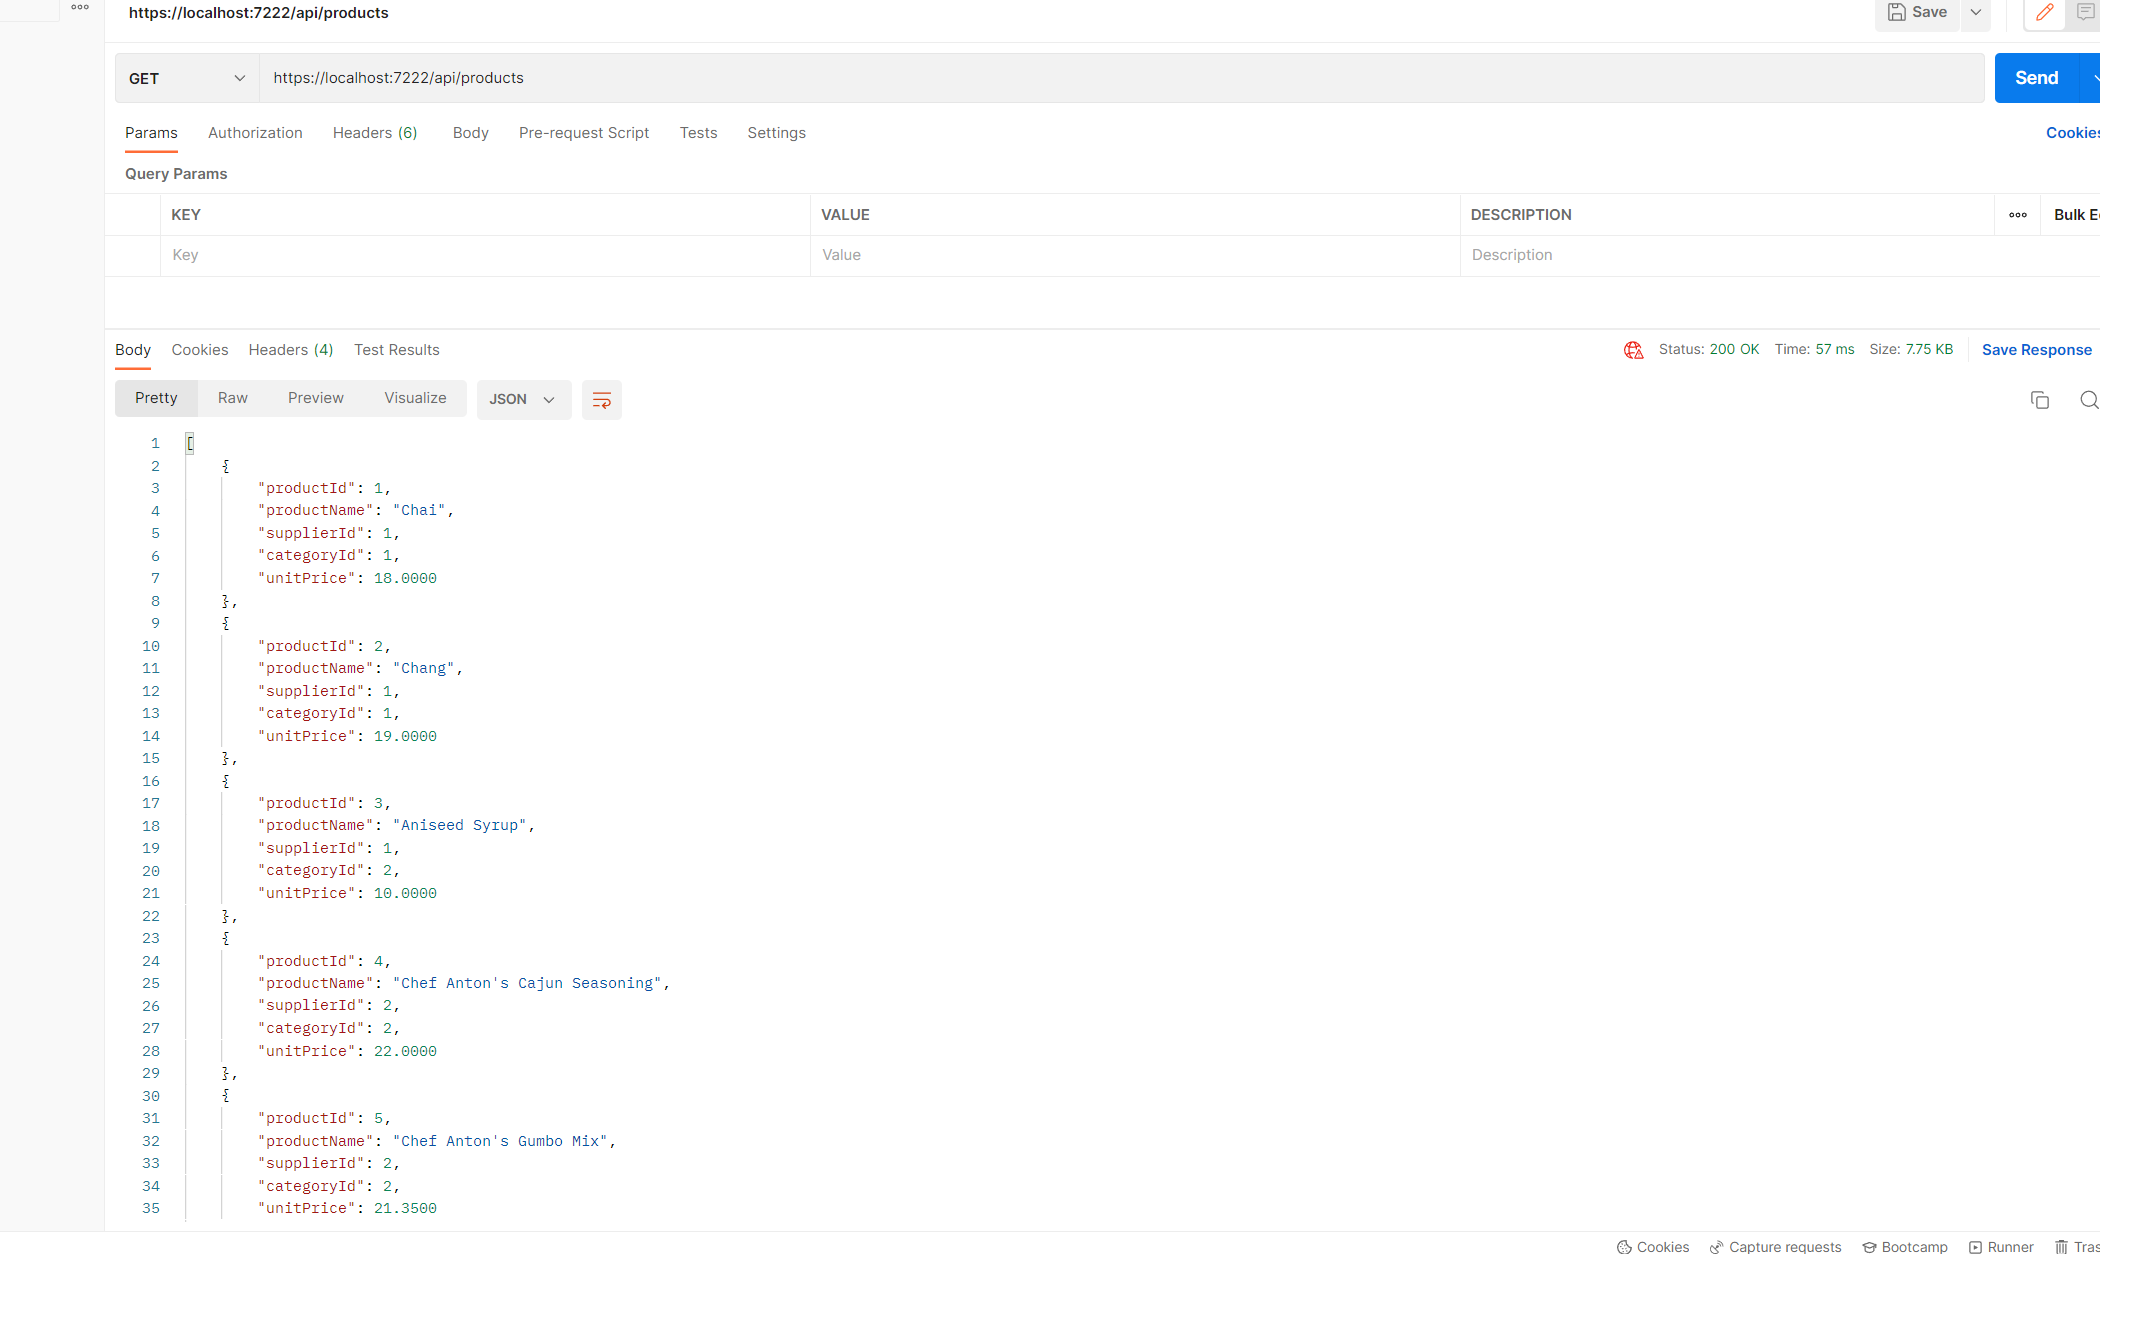 https://localhost:7222/api/products
Save
GET
https://localhost:7222/api/products
Send
Params Authorization Headers (6) Body Pre-request Script Tests Settings Cookies
Query Params
KEY VALUE DESCRIPTION Bulk E
Key Value Description
Body Cookies Headers (4) Test Results Status: 200 OK Time: 57 ms Size: 7.75 KB Save Response
Pretty Raw Preview Visualize JSON
1 [
2 {
3 "productId": 1,
4 "productName": "Chai",
5 "supplierId": 1,
6 "categoryId": 1,
7 "unitPrice": 18.0000
8 },
9 {
10 "productId": 2,
11 "productName": "Chang",
12 "supplierId": 1,
13 "categoryId": 1,
14 "unitPrice": 19.0000
15 },
16 {
17 "productId": 3,
18 "productName": "Aniseed Syrup",
19 "supplierId": 1,
20 "categoryId": 2,
21 "unitPrice": 10.0000
22 },
23 {
24 "productId": 4,
25 "productName": "Chef Anton's Cajun Seasoning",
26 "supplierId": 2,
27 "categoryId": 2,
28 "unitPrice": 22.0000
29 },
30 {
31 "productId": 5,
32 "productName": "Chef Anton's Gumbo Mix",
33 "supplierId": 2,
34 "categoryId": 2,
35 "unitPrice": 21.3500
Cookies Capture requests Bootcamp Runner Tras